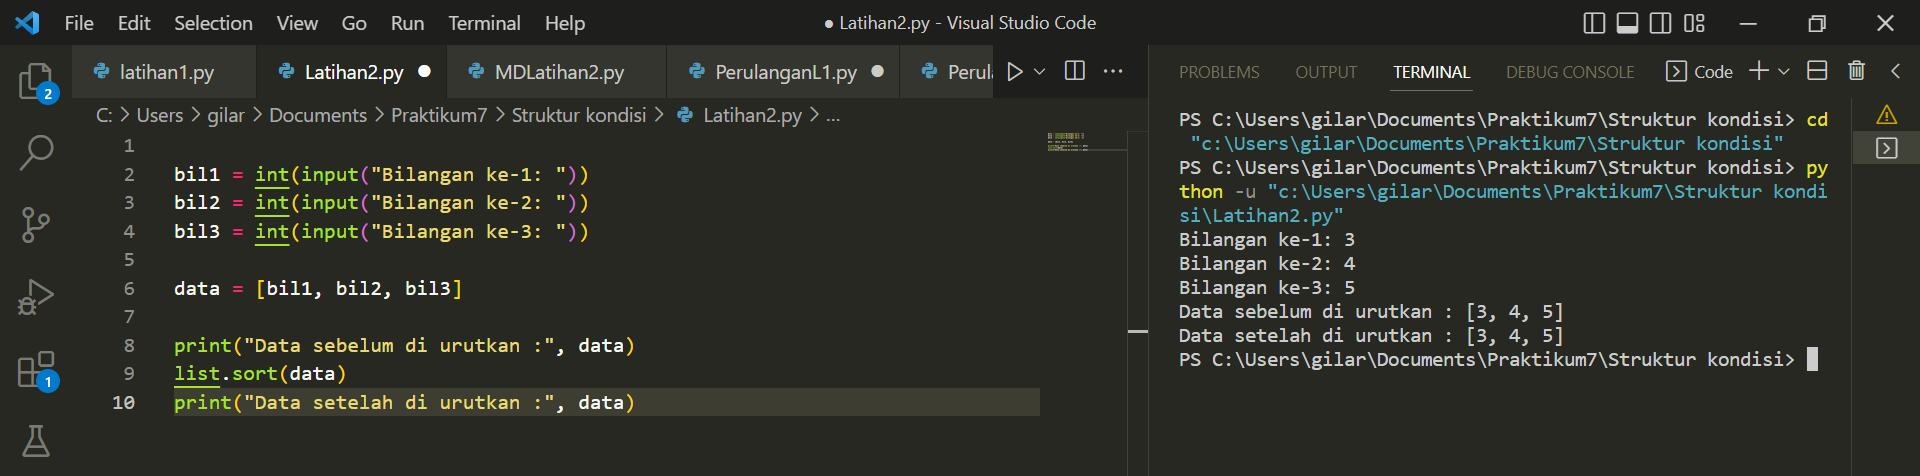 File Edit Selection View Go Run Terminal Help ● Latihan2.py - Visual Studio Code
latihan1.py Latihan2.py MDLatihan2.py PerulanganL1.py Perul
C: > Users > gilar > Documents > Praktikum7 > Struktur kondisi > Latihan2.py > ...
2
1
1
2 bil1 = int(input("Bilangan ke-1: "))
3 bil2 = int(input("Bilangan ke-2: "))
4 bil3 = int(input("Bilangan ke-3: "))
5
6 data = [bil1, bil2, bil3]
7
8 print("Data sebelum di urutkan :", data)
9 list.sort(data)
10 print("Data setelah di urutkan :", data)
PROBLEMS OUTPUT TERMINAL DEBUG CONSOLE Code
PS C:\Users\gilar\Documents\Praktikum7\Struktur kondisi> cd
"c:\Users\gilar\Documents\Praktikum7\Struktur kondisi"
PS C:\Users\gilar\Documents\Praktikum7\Struktur kondisi> py
thon -u "c:\Users\gilar\Documents\Praktikum7\Struktur kondi
si\Latihan2.py"
Bilangan ke-1: 3
Bilangan ke-2: 4
Bilangan ke-3: 5
Data sebelum di urutkan : [3, 4, 5]
Data setelah di urutkan : [3, 4, 5]
PS C:\Users\gilar\Documents\Praktikum7\Struktur kondisi>